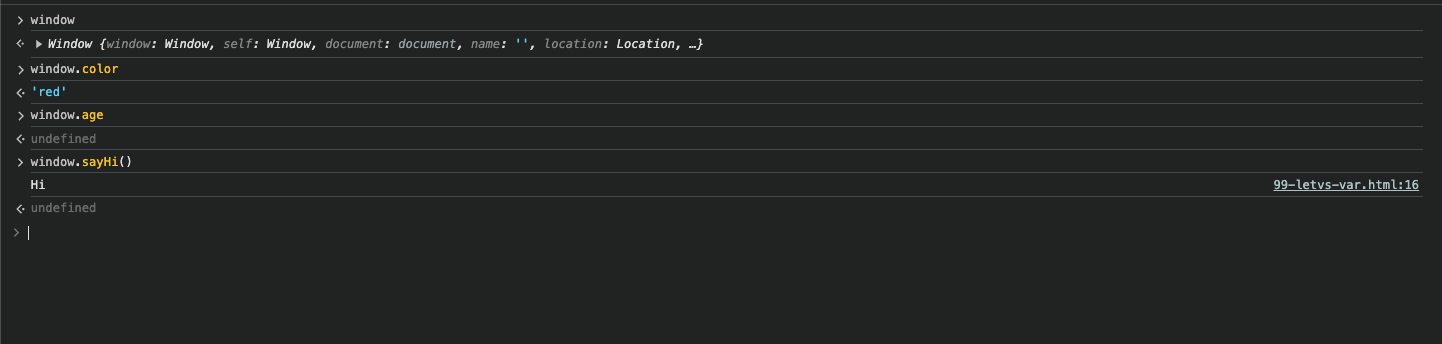 window
Window {window: Window, self: Window, document: document, name: '', location: Location, …}
window.color
'red'
window.age
undefined
window.sayHi()
Hi 99-letvs-var.html:16
undefined